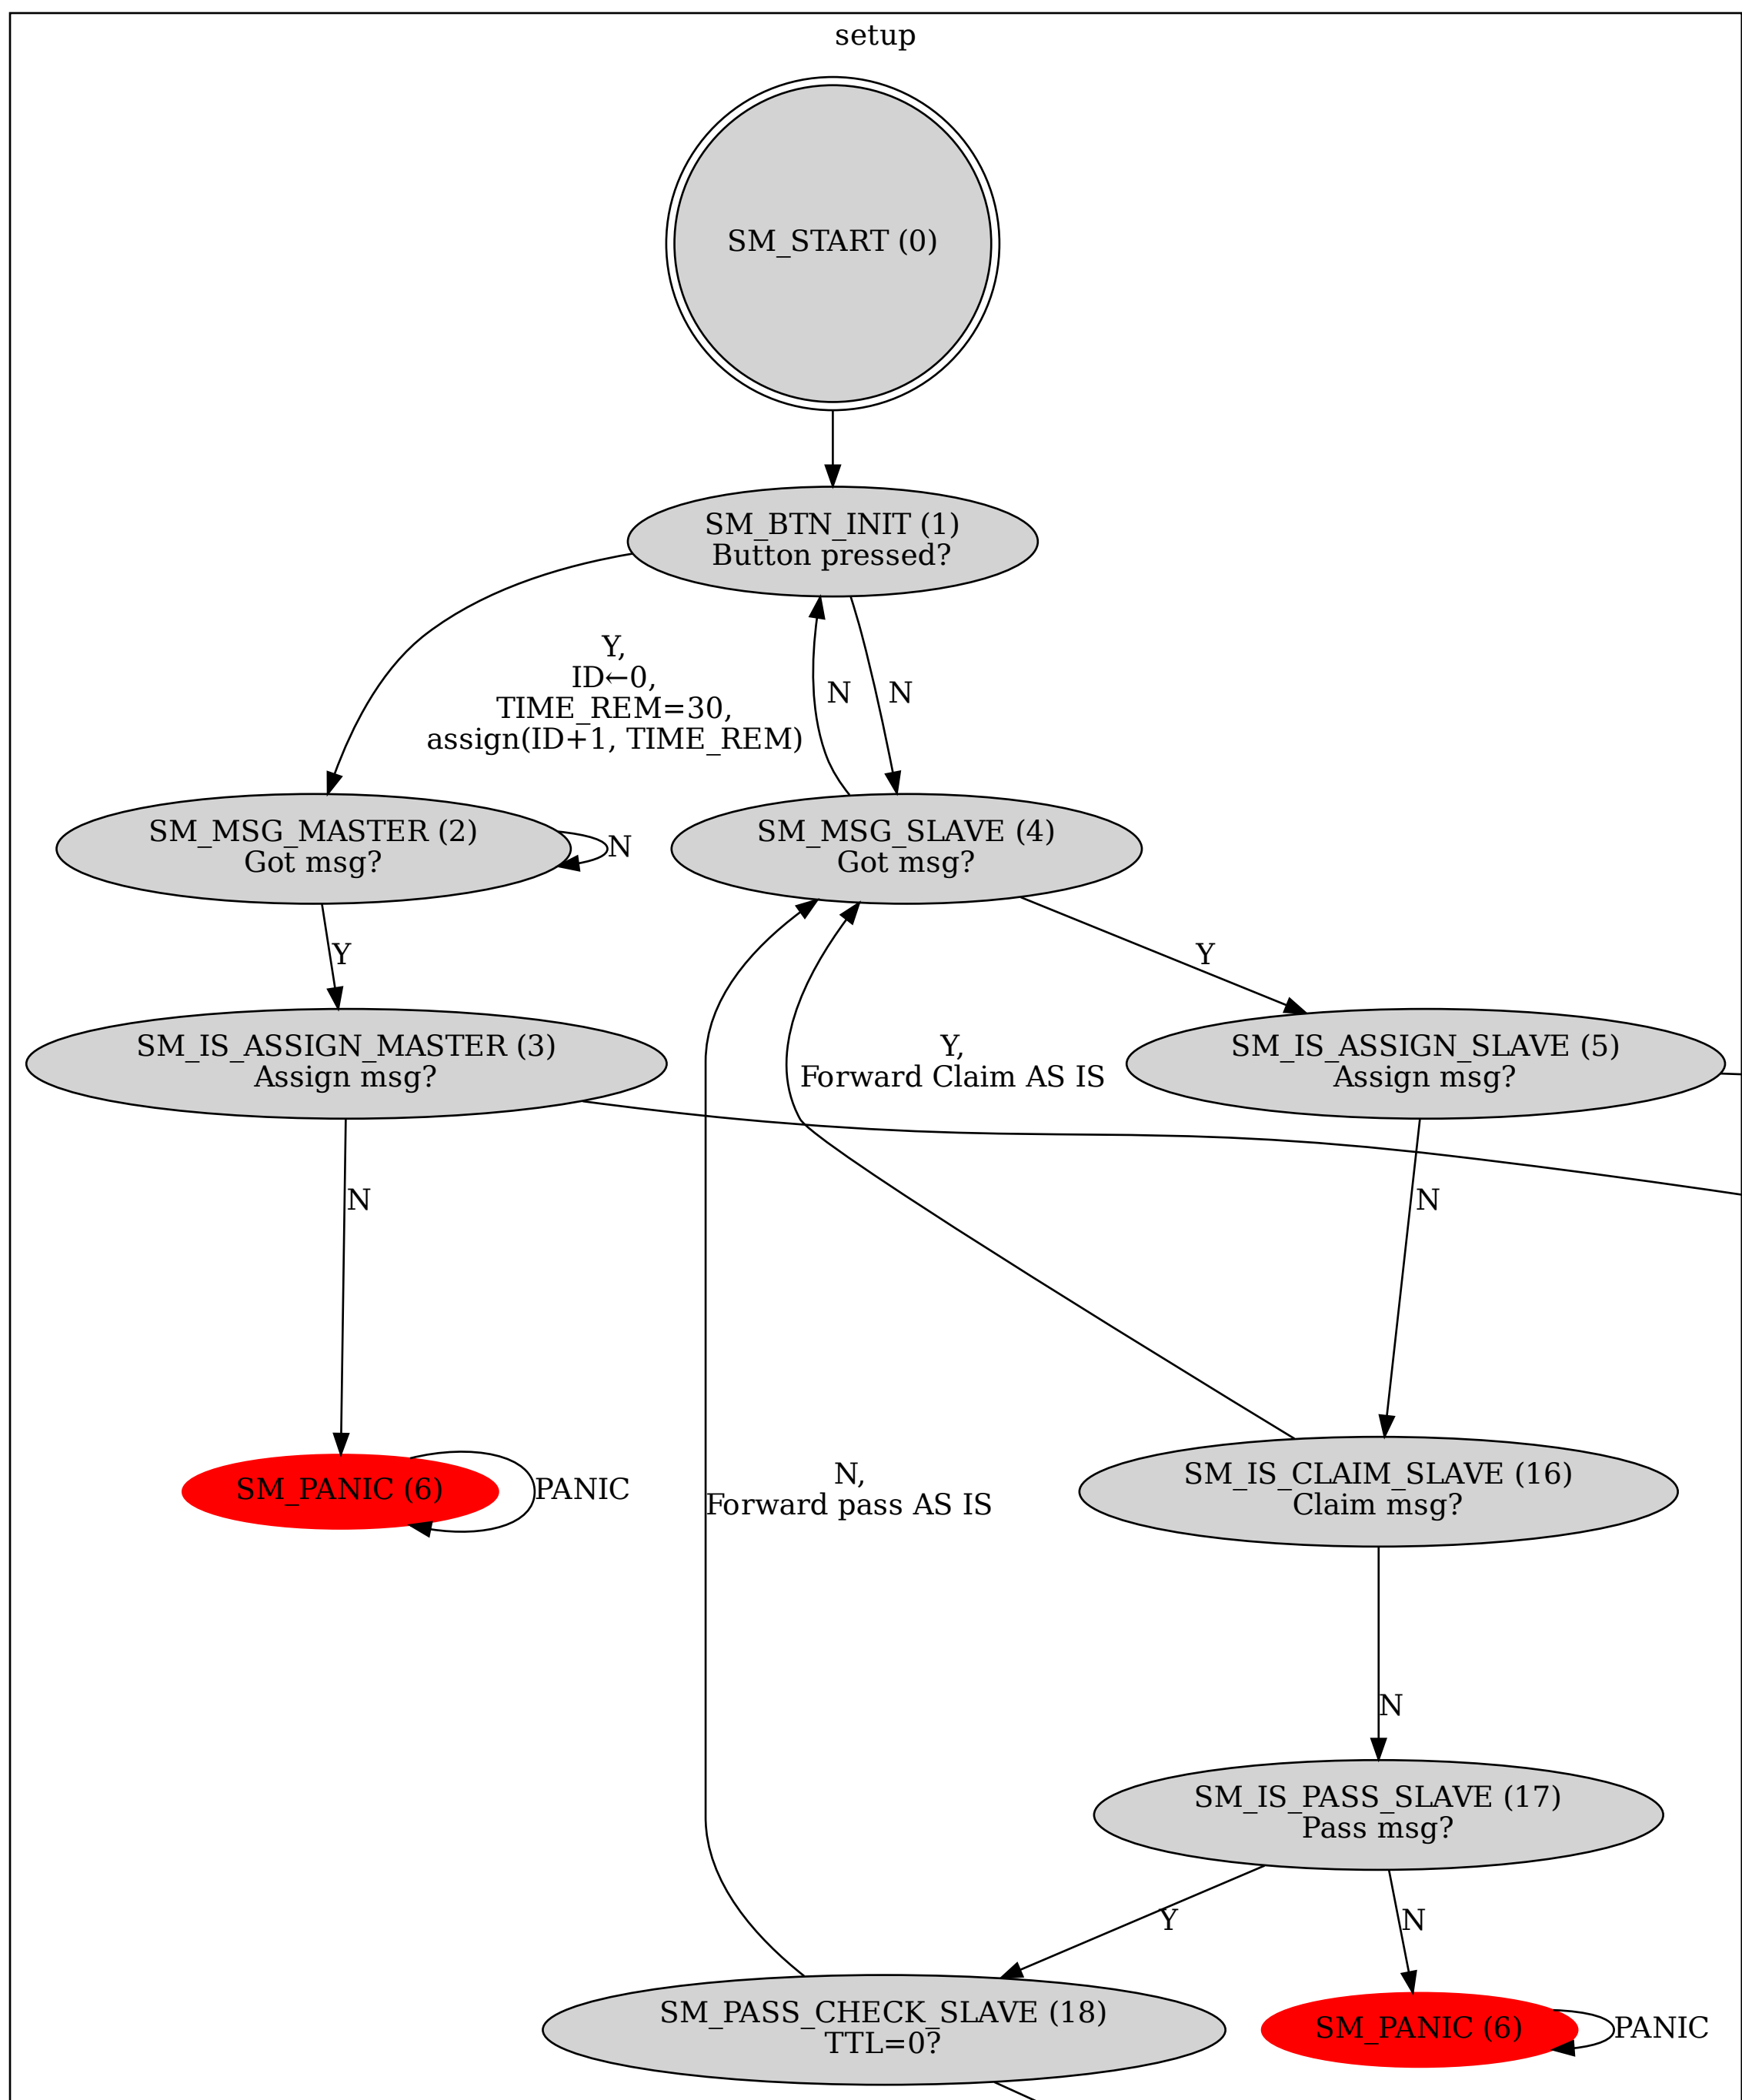 setup
SM_START (0)
SM_BTN_INIT (1)
Button pressed?
Y,
ID←0,
TIME_REM=30,
assign(ID+1, TIME_REM)
N
N
SM_MSG_MASTER (2)
Got msg?
N
SM_MSG_SLAVE (4)
Got msg?
Y
Y
SM_IS_ASSIGN_MASTER (3)
Assign msg?
Y,
Forward Claim AS IS
SM_IS_ASSIGN_SLAVE (5)
Assign msg?
N
N
SM_PANIC (6)
PANIC
N,
Forward pass AS IS
SM_IS_CLAIM_SLAVE (16)
Claim msg?
N
SM_IS_PASS_SLAVE (17)
Pass msg?
Y
N
SM_PASS_CHECK_SLAVE (18)
TTL=0?
SM_PANIC (6)
PANIC